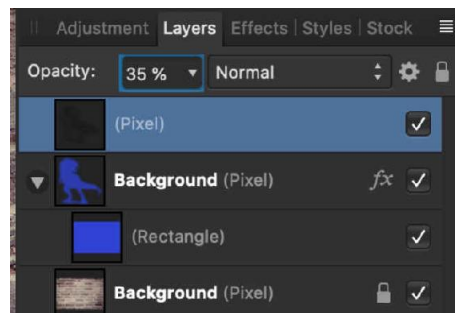 Adjustment Layers Effects Styles Stock
Opacity: 35 % Normal
(Pixel)
Background (Pixel) fx
(Rectangle)
Background (Pixel)